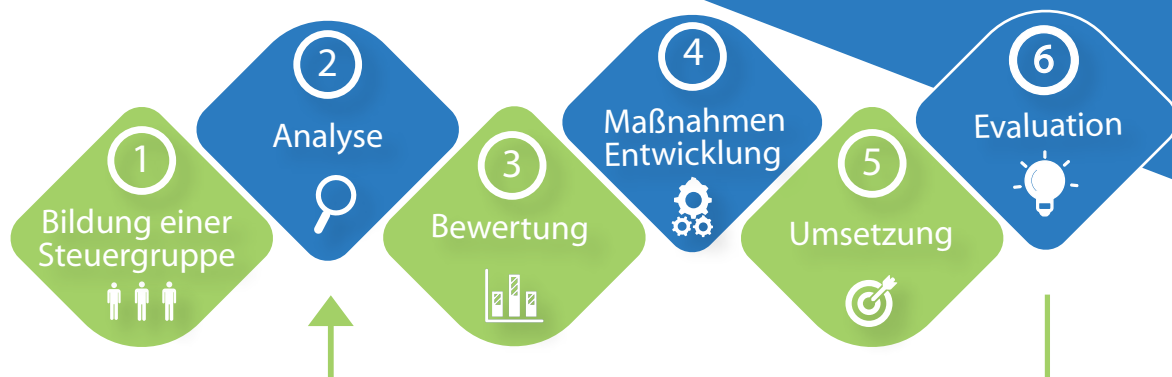 1
Bildung einer
Steuergruppe
2
Analyse
3
Bewertung
4
Maßnahmen
Entwicklung
5
Umsetzung
6
Evaluation